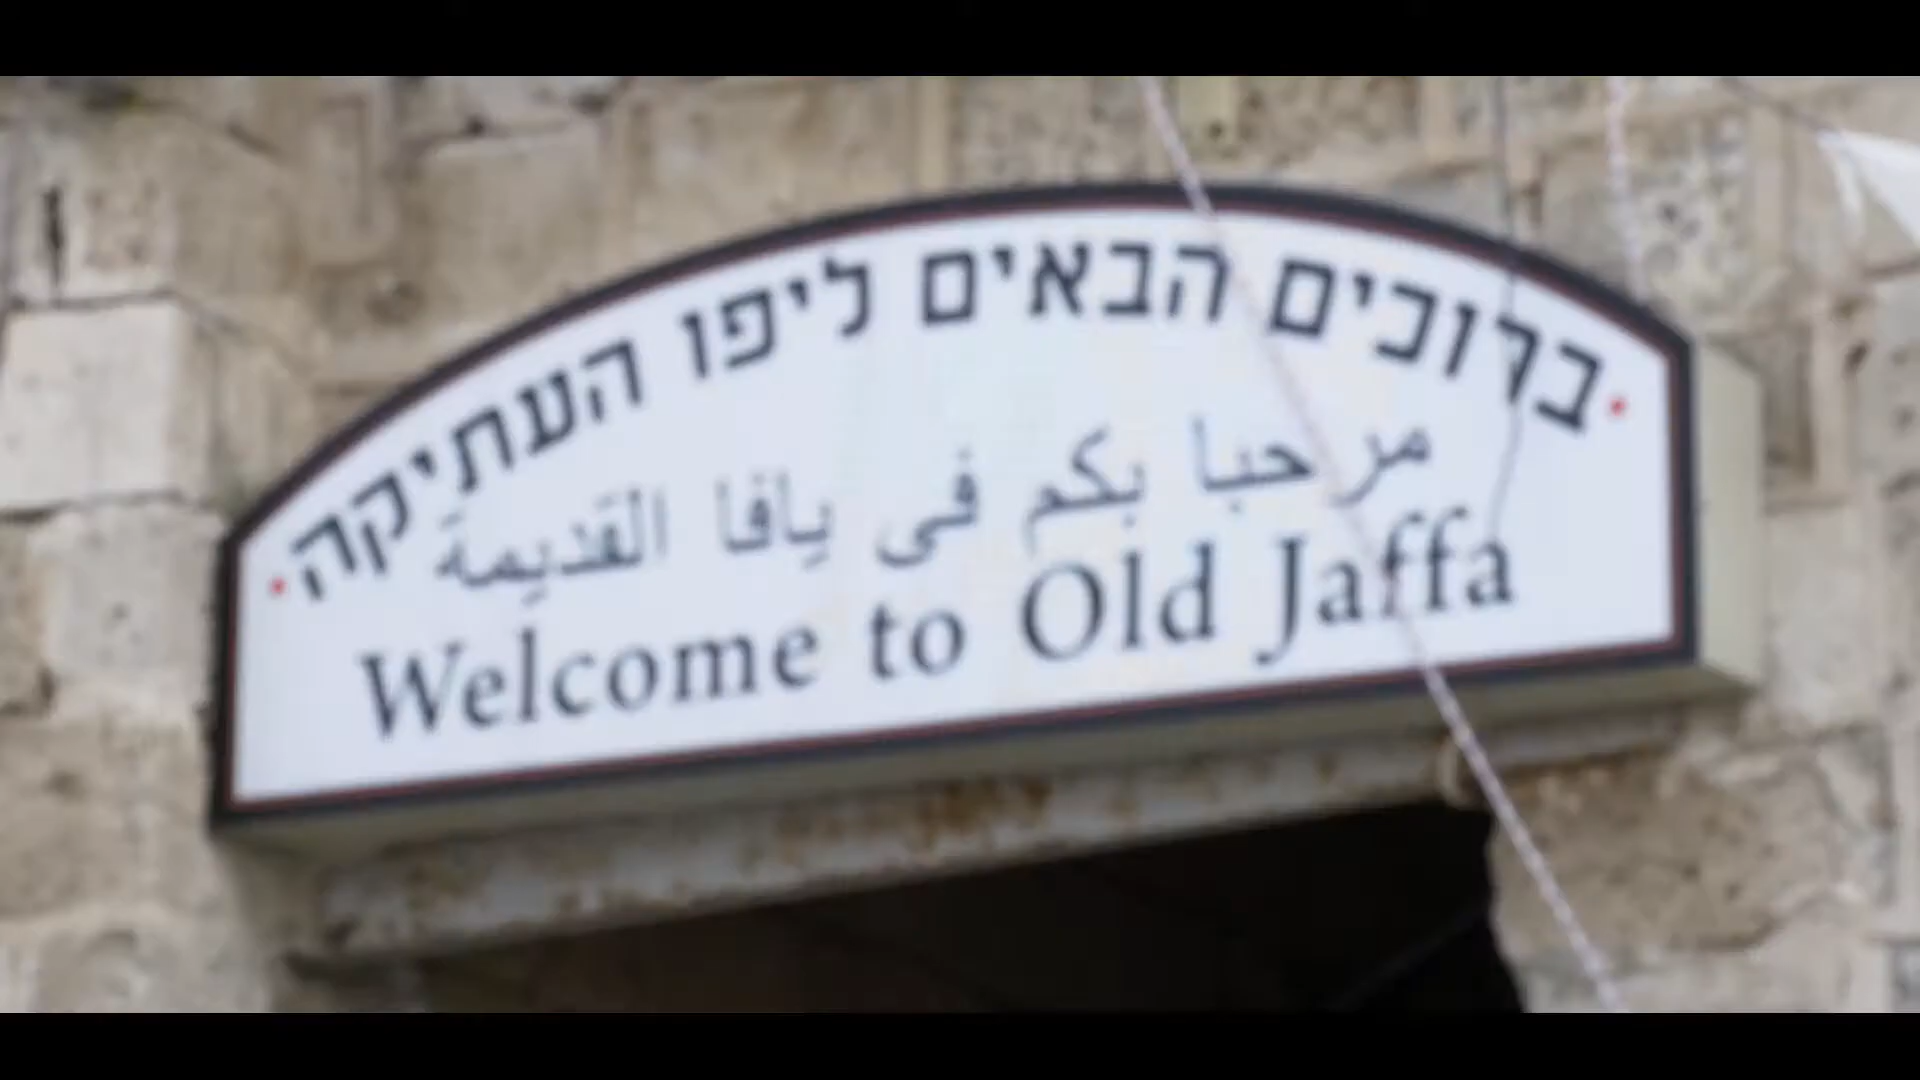 ברוכים הבאים ליפו העתיקה
مرحبا بكم في يافا القديمة
Welcome to Old Jaffa